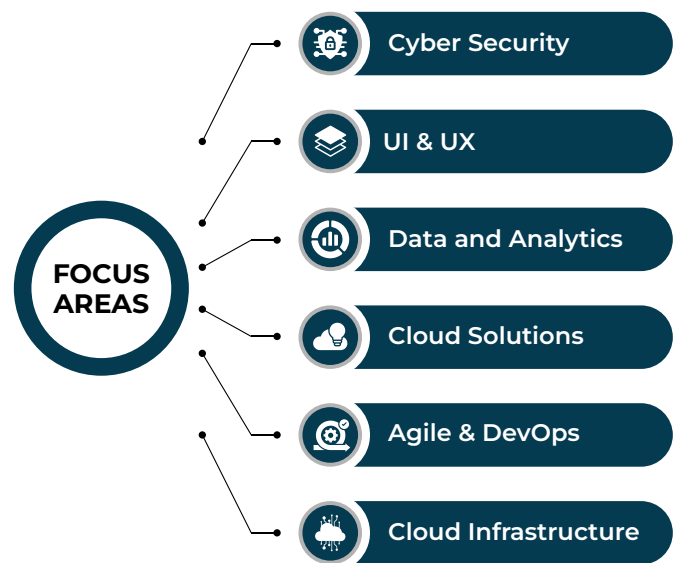 FOCUS
AREAS
Cyber Security
UI & UX
Data and Analytics
Cloud Solutions
Agile & DevOps
Cloud Infrastructure